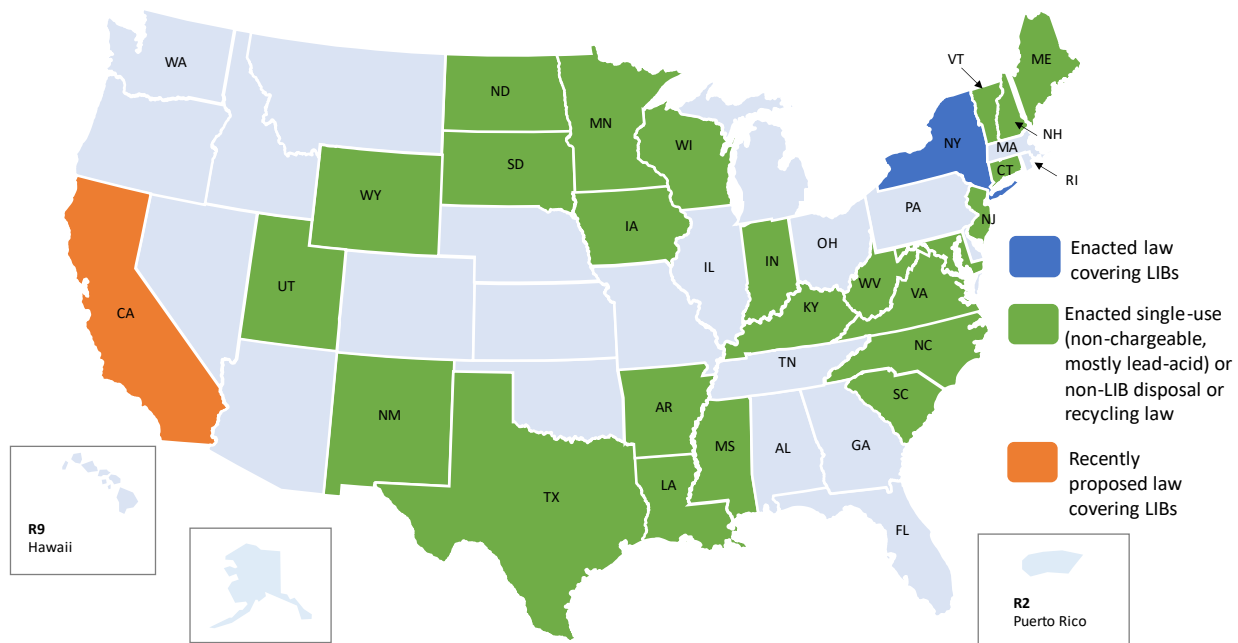 WA
ND
MN
WI
SD
WY
IA
UT
CA
NM
TX
AR
LA
MS
IL
IN
OH
KY
TN
AL
GA
FL
SC
NC
VA
WV
PA
NJ
NY
VT
ME
NH
MA
CT
RI
Enacted law
covering LIBs
Enacted single-use
(non-chargeable,
mostly lead-acid) or
non-LIB disposal or
recycling law
Recently
proposed law
covering LIBs
R9
Hawaii
R2
Puerto Rico